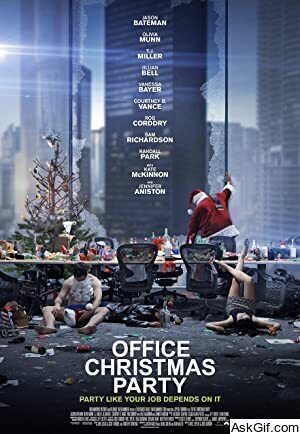 JASON
BATEMAN
OLIVIA
MUNN
T.J.
MILLER
JILLIAN
BELL
VANESSA
BAYER
COURTNEY B.
VANCE
ROB
CORDDRY
SAM
RICHARDSON
RANDALL
PARK
WITH
KATE
McKINNON
AND
JENNIFER
ANISTON
OFFICE
CHRISTMAS
PARTY
PARTY LIKE YOUR JOB DEPENDS ON IT
AskGif.com